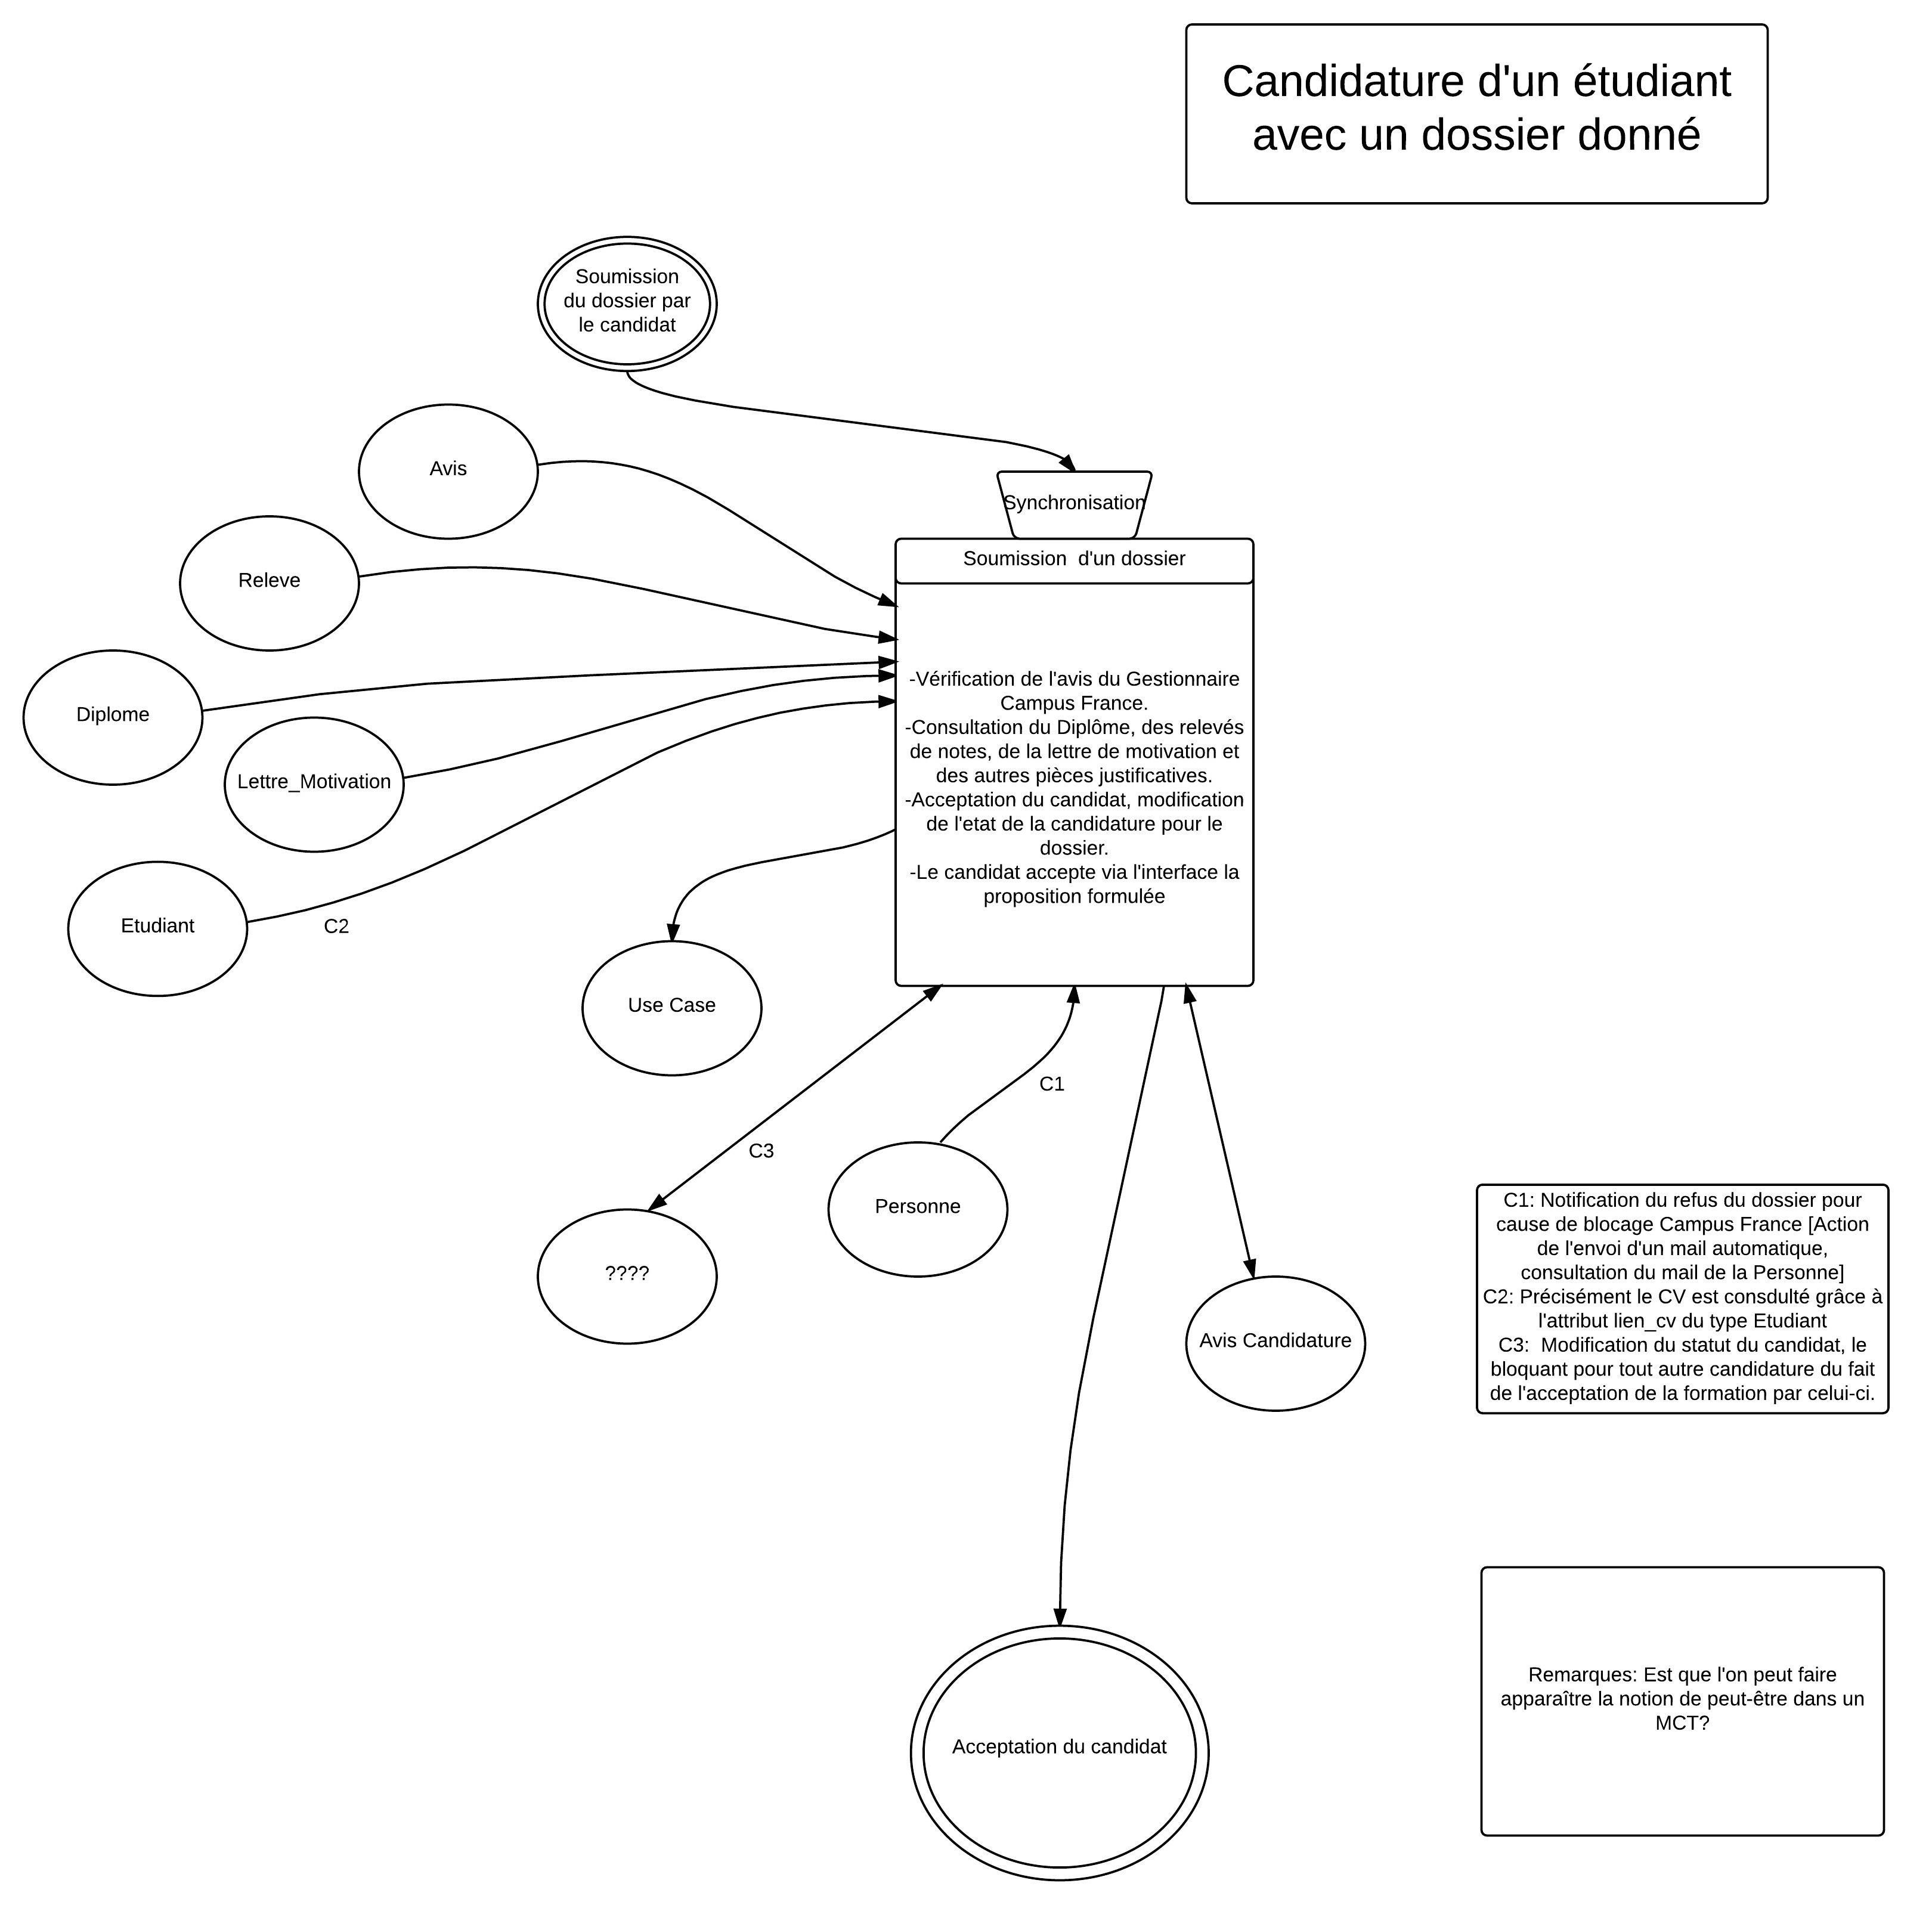 Candidature d'un étudiant
avec un dossier donné
Soumission
du dossier par
le candidat
Avis
Synchronisation
Releve
Soumission  d'un dossier
Diplome
Lettre_Motivation
Etudiant
C2
-Vérification de l'avis du Gestionnaire
Campus France.
-Consultation du Diplôme, des relevés
de notes, de la lettre de motivation et
des autres pièces justificatives.
-Acceptation du candidat, modification
de l'etat de la candidature pour le
dossier.
-Le candidat accepte via l'interface la
proposition formulée
Use Case
C1
C3
Personne
????
Avis Candidature
C1: Notification du refus du dossier pour
cause de blocage Campus France [Action
de l'envoi d'un mail automatique,
consultation du mail de la Personne]
C2: Précisément le CV est consdulté grâce à
l'attribut lien_cv du type Etudiant
C3:  Modification du statut du candidat, le
bloquant pour tout autre candidature du fait
de l'acceptation de la formation par celui-ci.
Remarques: Est que l'on peut faire
apparaître la notion de peut-être dans un
MCT?
Acceptation du candidat